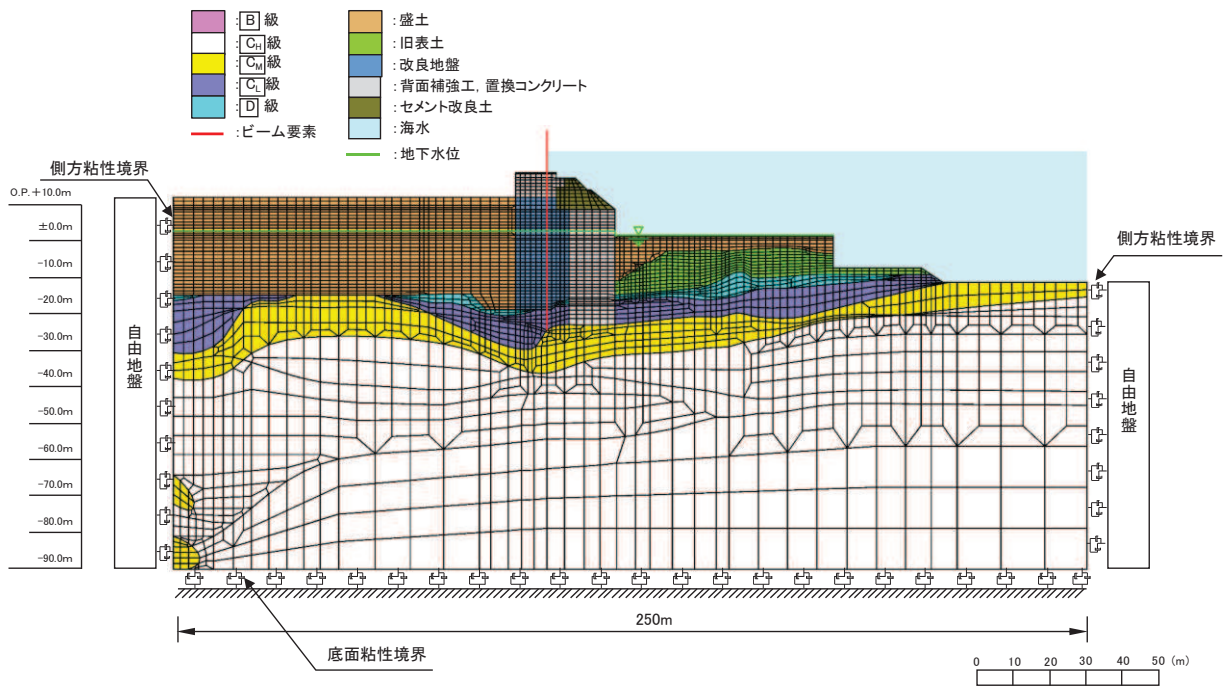 :B級
:CH級
:CM級
:CL級
:D級
:ビーム要素
:盛土
:旧表土
:改良地盤
:背面補強工, 置換コンクリート
:セメント改良土
:海水
:地下水位
側方粘性境界
O.P.+10.0m
±0.0m
-10.0m
-20.0m
-30.0m
-40.0m
-50.0m
-60.0m
-70.0m
-80.0m
-90.0m
自由地盤
側方粘性境界
自由地盤
250m
底面粘性境界
0 10 20 30 40 50 (m)